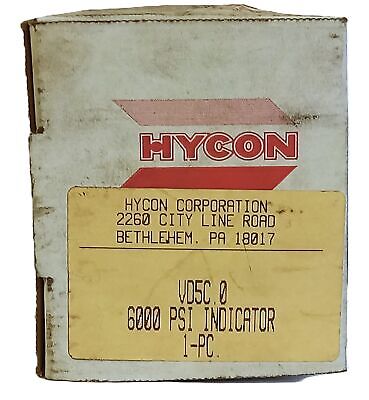 HYCON
HYCON CORPORATION
2260 CITY LINE ROAD
BETHLEHEM, PA 18017
VD5C.0
6000 PSI INDICATOR
1-PC.